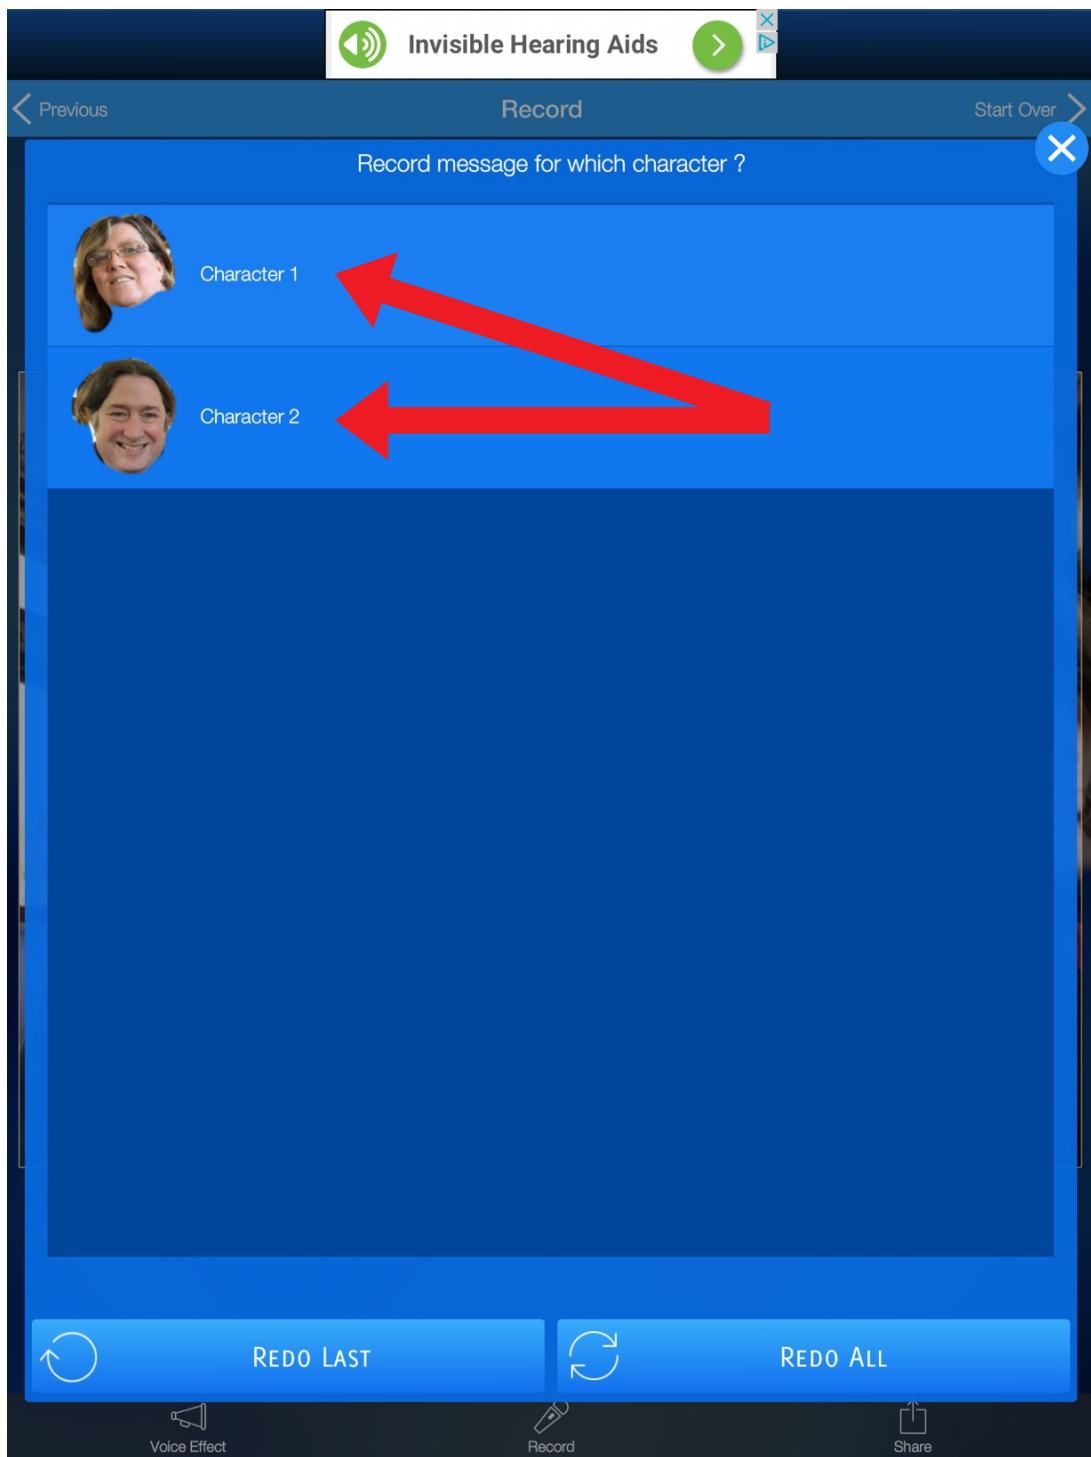 Invisible Hearing Aids
Previous
Record
Start Over
Record message for which character ?
Character 1
Character 2
REDO LAST
REDO ALL
Voice Effect
Record
Share